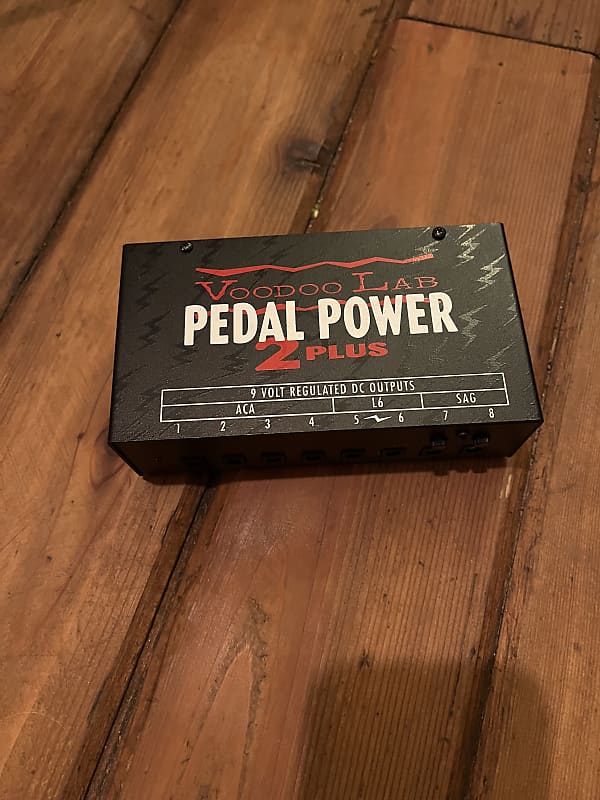 VOODOO LAB
PEDAL POWER
2 PLUS
9 VOLT REGULATED DC OUTPUTS
ACA L6 SAG
1 2 3 4 5 6 7 8